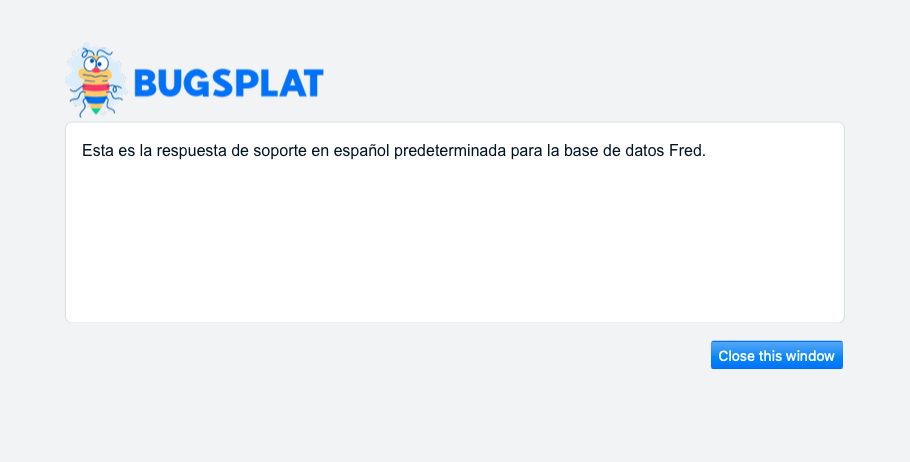 BUGSPLAT
Esta es la respuesta de soporte en español predeterminada para la base de datos Fred.
Close this window